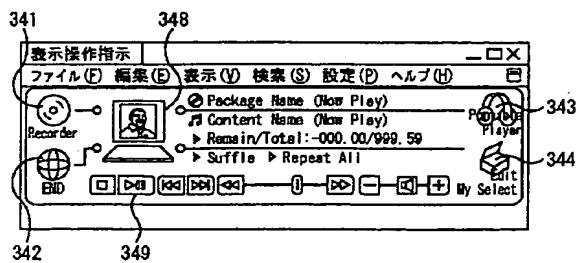 341
348
表示操作指示
ファイル(F) 編集(E) 表示(V) 検索(S) 設定(P) ヘルプ(H)
Package Name (Now Play)
Content Name (Now Play)
Remain/Total:-000.00/999.59
Suffle Repeat All
Recorder
END
Player
Edit
My Select
343
344
342
349